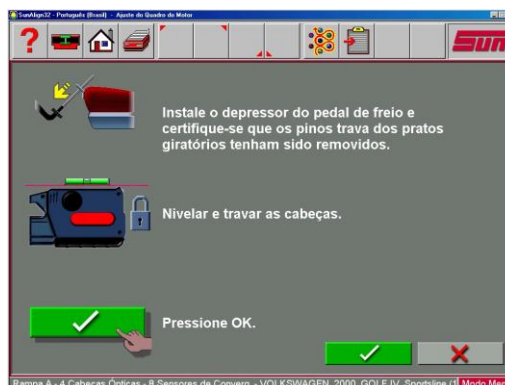 SunAlign32 - Português (Brasil) - Ajuste do Quadro do Motor
Sun
Instale o depressor do pedal de freio e
certifique-se que os pinos trava dos pratos
giratórios tenham sido removidos.
Nivelar e travar as cabeças.
Pressione OK.
Rampa A - 4 Cabeças Ópticas - 8 Sensores de Converg. - VOLKSWAGEN, 2000, GOLF IV, Sportsline (1